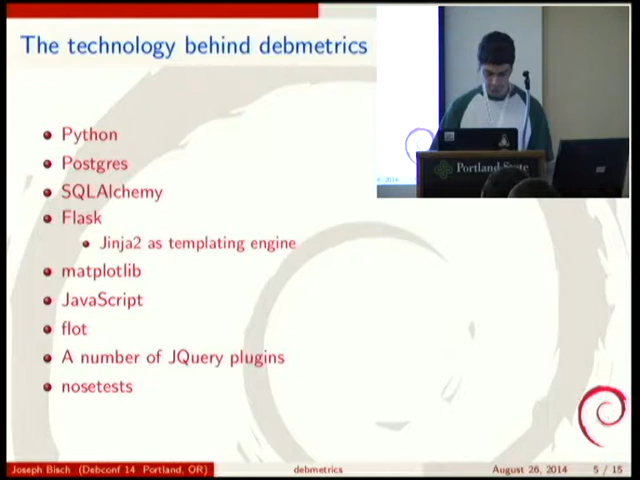 The technology behind debmetrics
Python
Postgres
SQLAlchemy
Flask
Jinja2 as templating engine
matplotlib
JavaScript
flot
A number of JQuery plugins
nosetests
Portland State
Joseph Bisch (Debconf 14 Portland, OR)
debmetrics
August 26, 2014
5 / 15